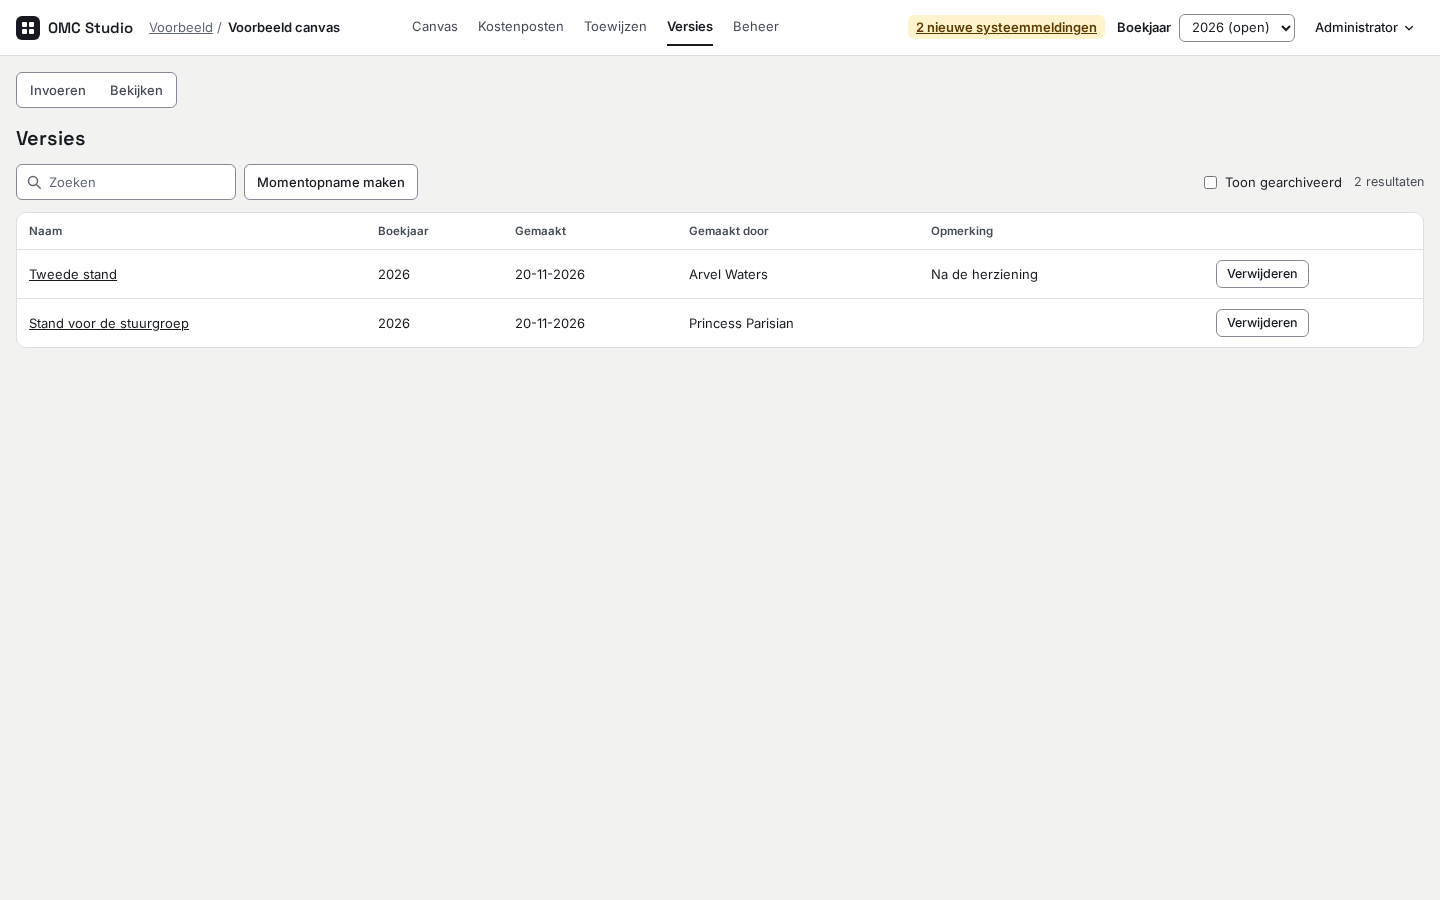 OMC Studio Voorbeeld / Voorbeeld canvas Canvas Kostenposten Toewijzen Versies Beheer 2 nieuwe systeemmeldingen Boekjaar 2026 (open) Administrator
Invoeren Bekijken
Versies
Zoeken Momentopname maken Toon gearchiveerd 2 resultaten
Naam Boekjaar Gemaakt Gemaakt door Opmerking
Tweede stand 2026 20-11-2026 Arvel Waters Na de herziening Verwijderen
Stand voor de stuurgroep 2026 20-11-2026 Princess Parisian Verwijderen